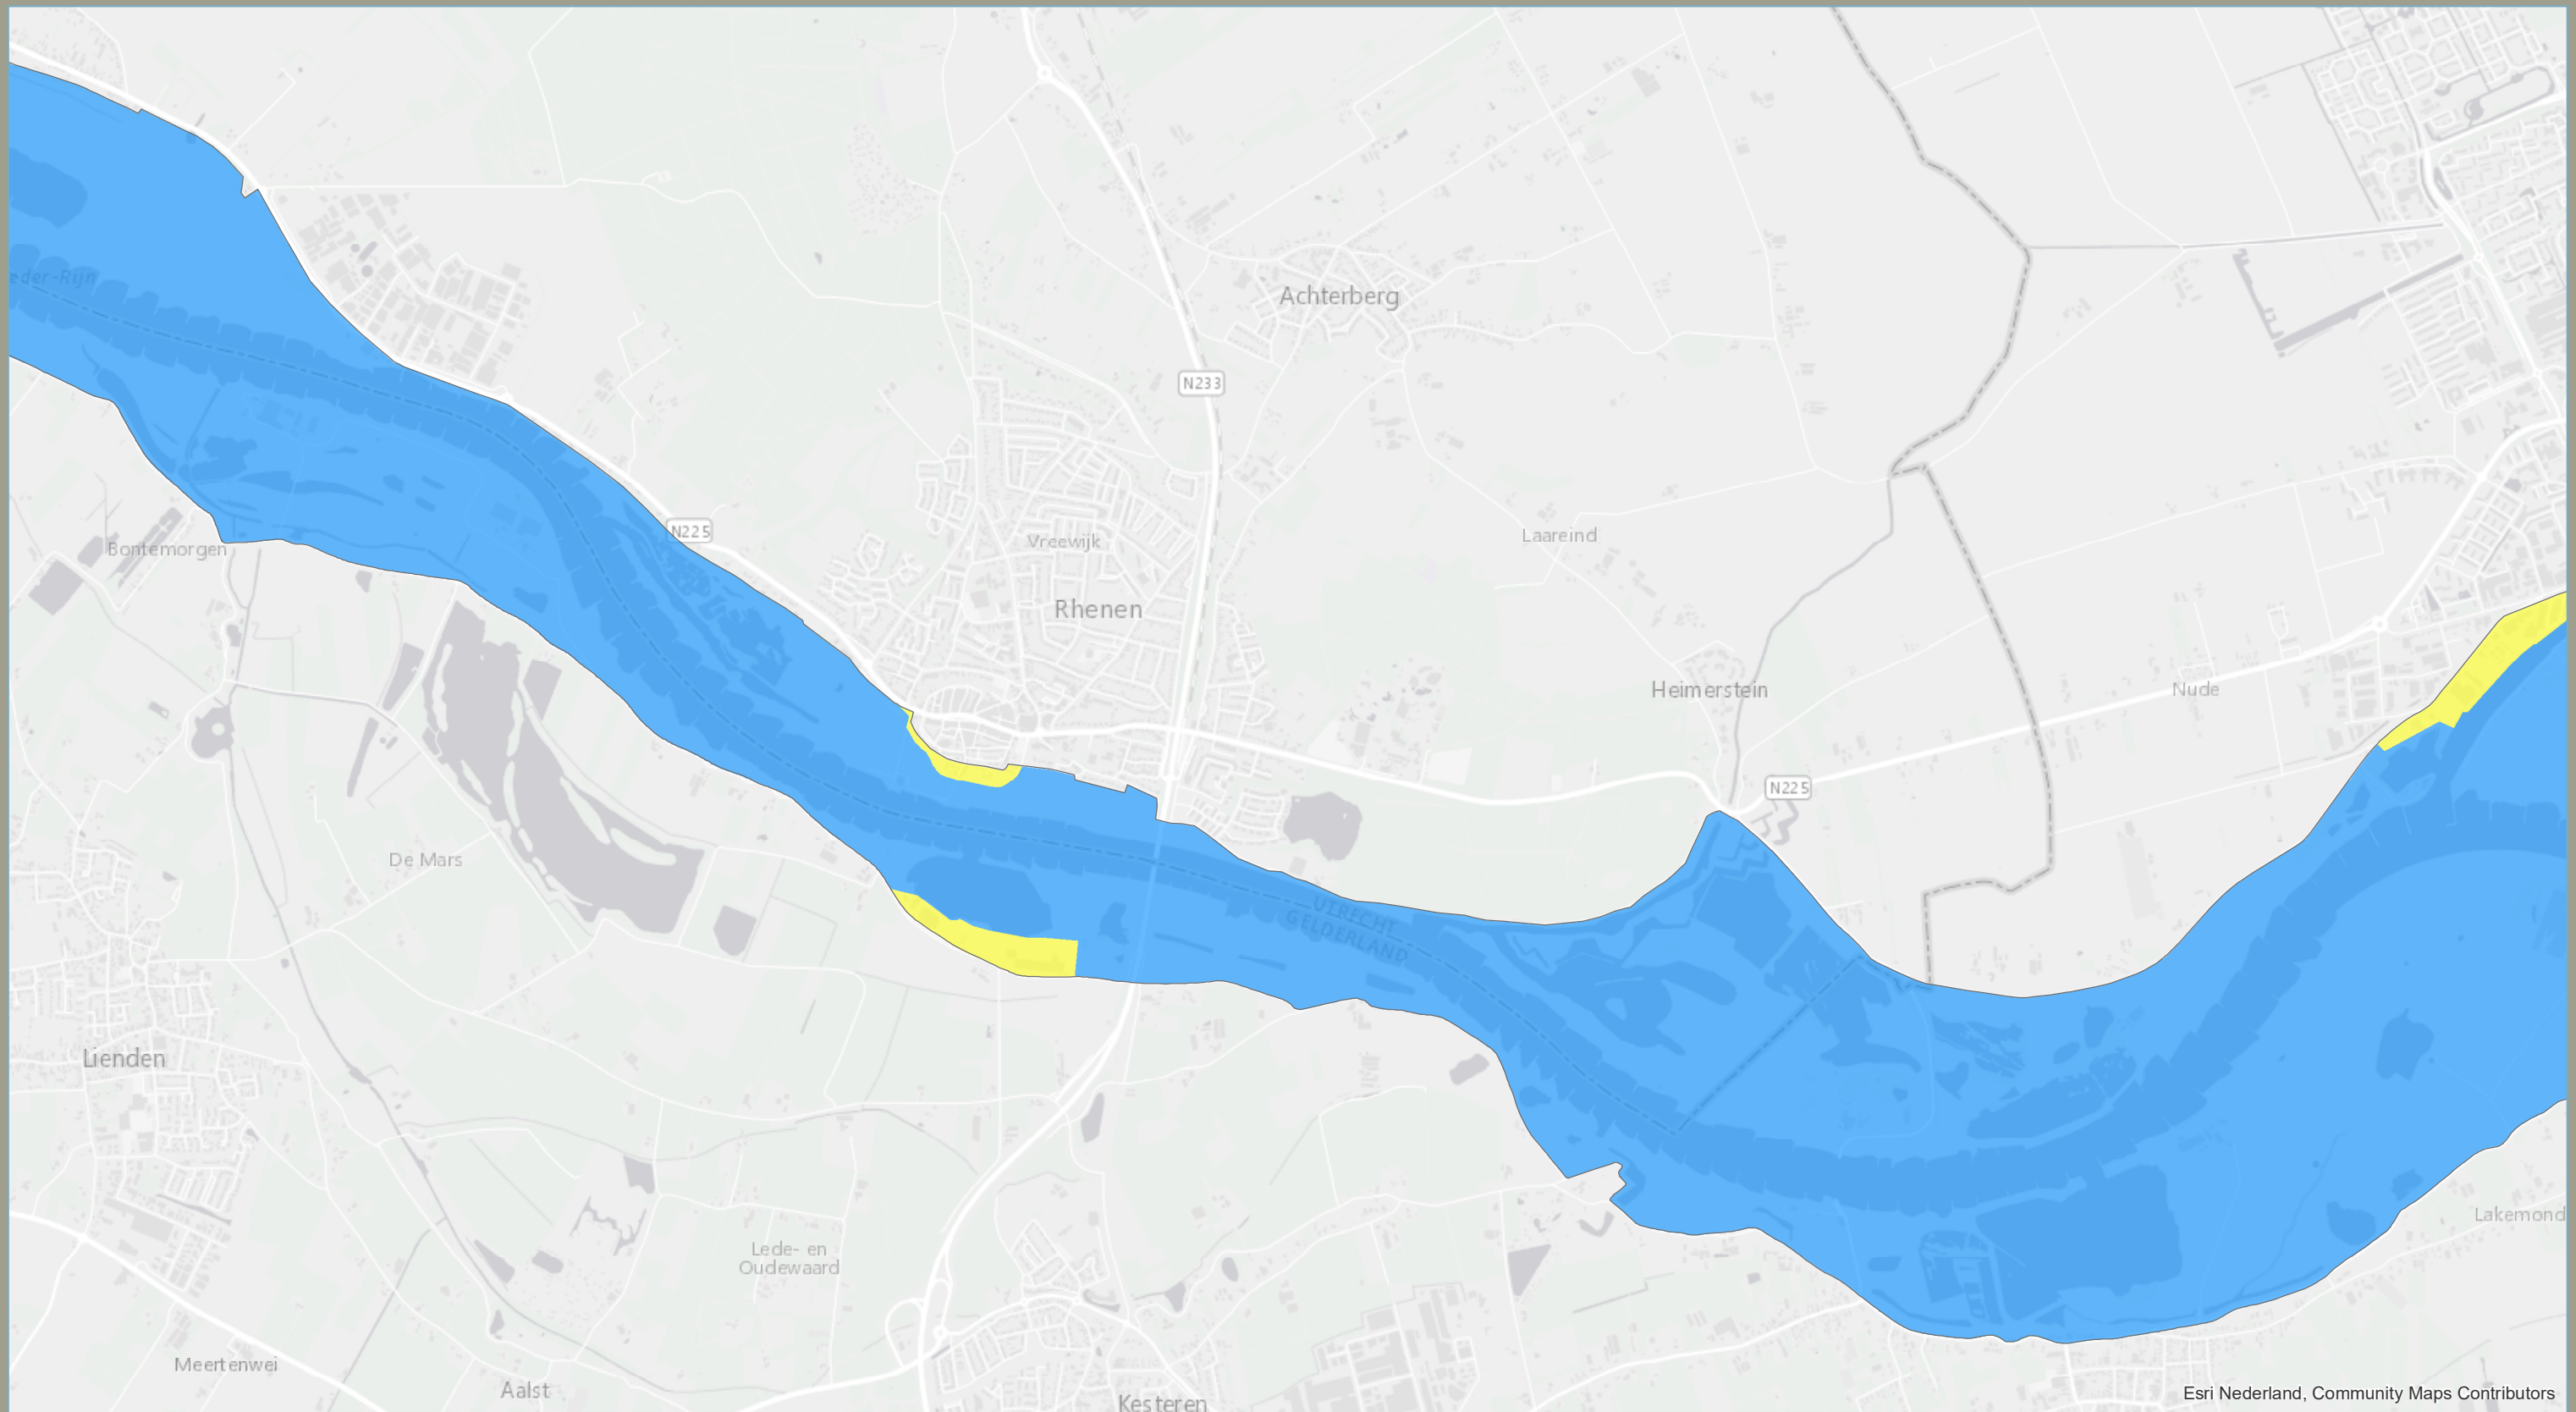 eder-Rijn
Achterberg
N233
N225
Bontemorgen
Vreewijk
Laareind
Rhenen
Heimerstein
Nude
N225
De Mars
UTRECHT
GELDERLAND
Lienden
Lakemond
Lede- en
Oudewaard
Meertenwei
Aalst
Kesteren
Esri Nederland, Community Maps Contributors